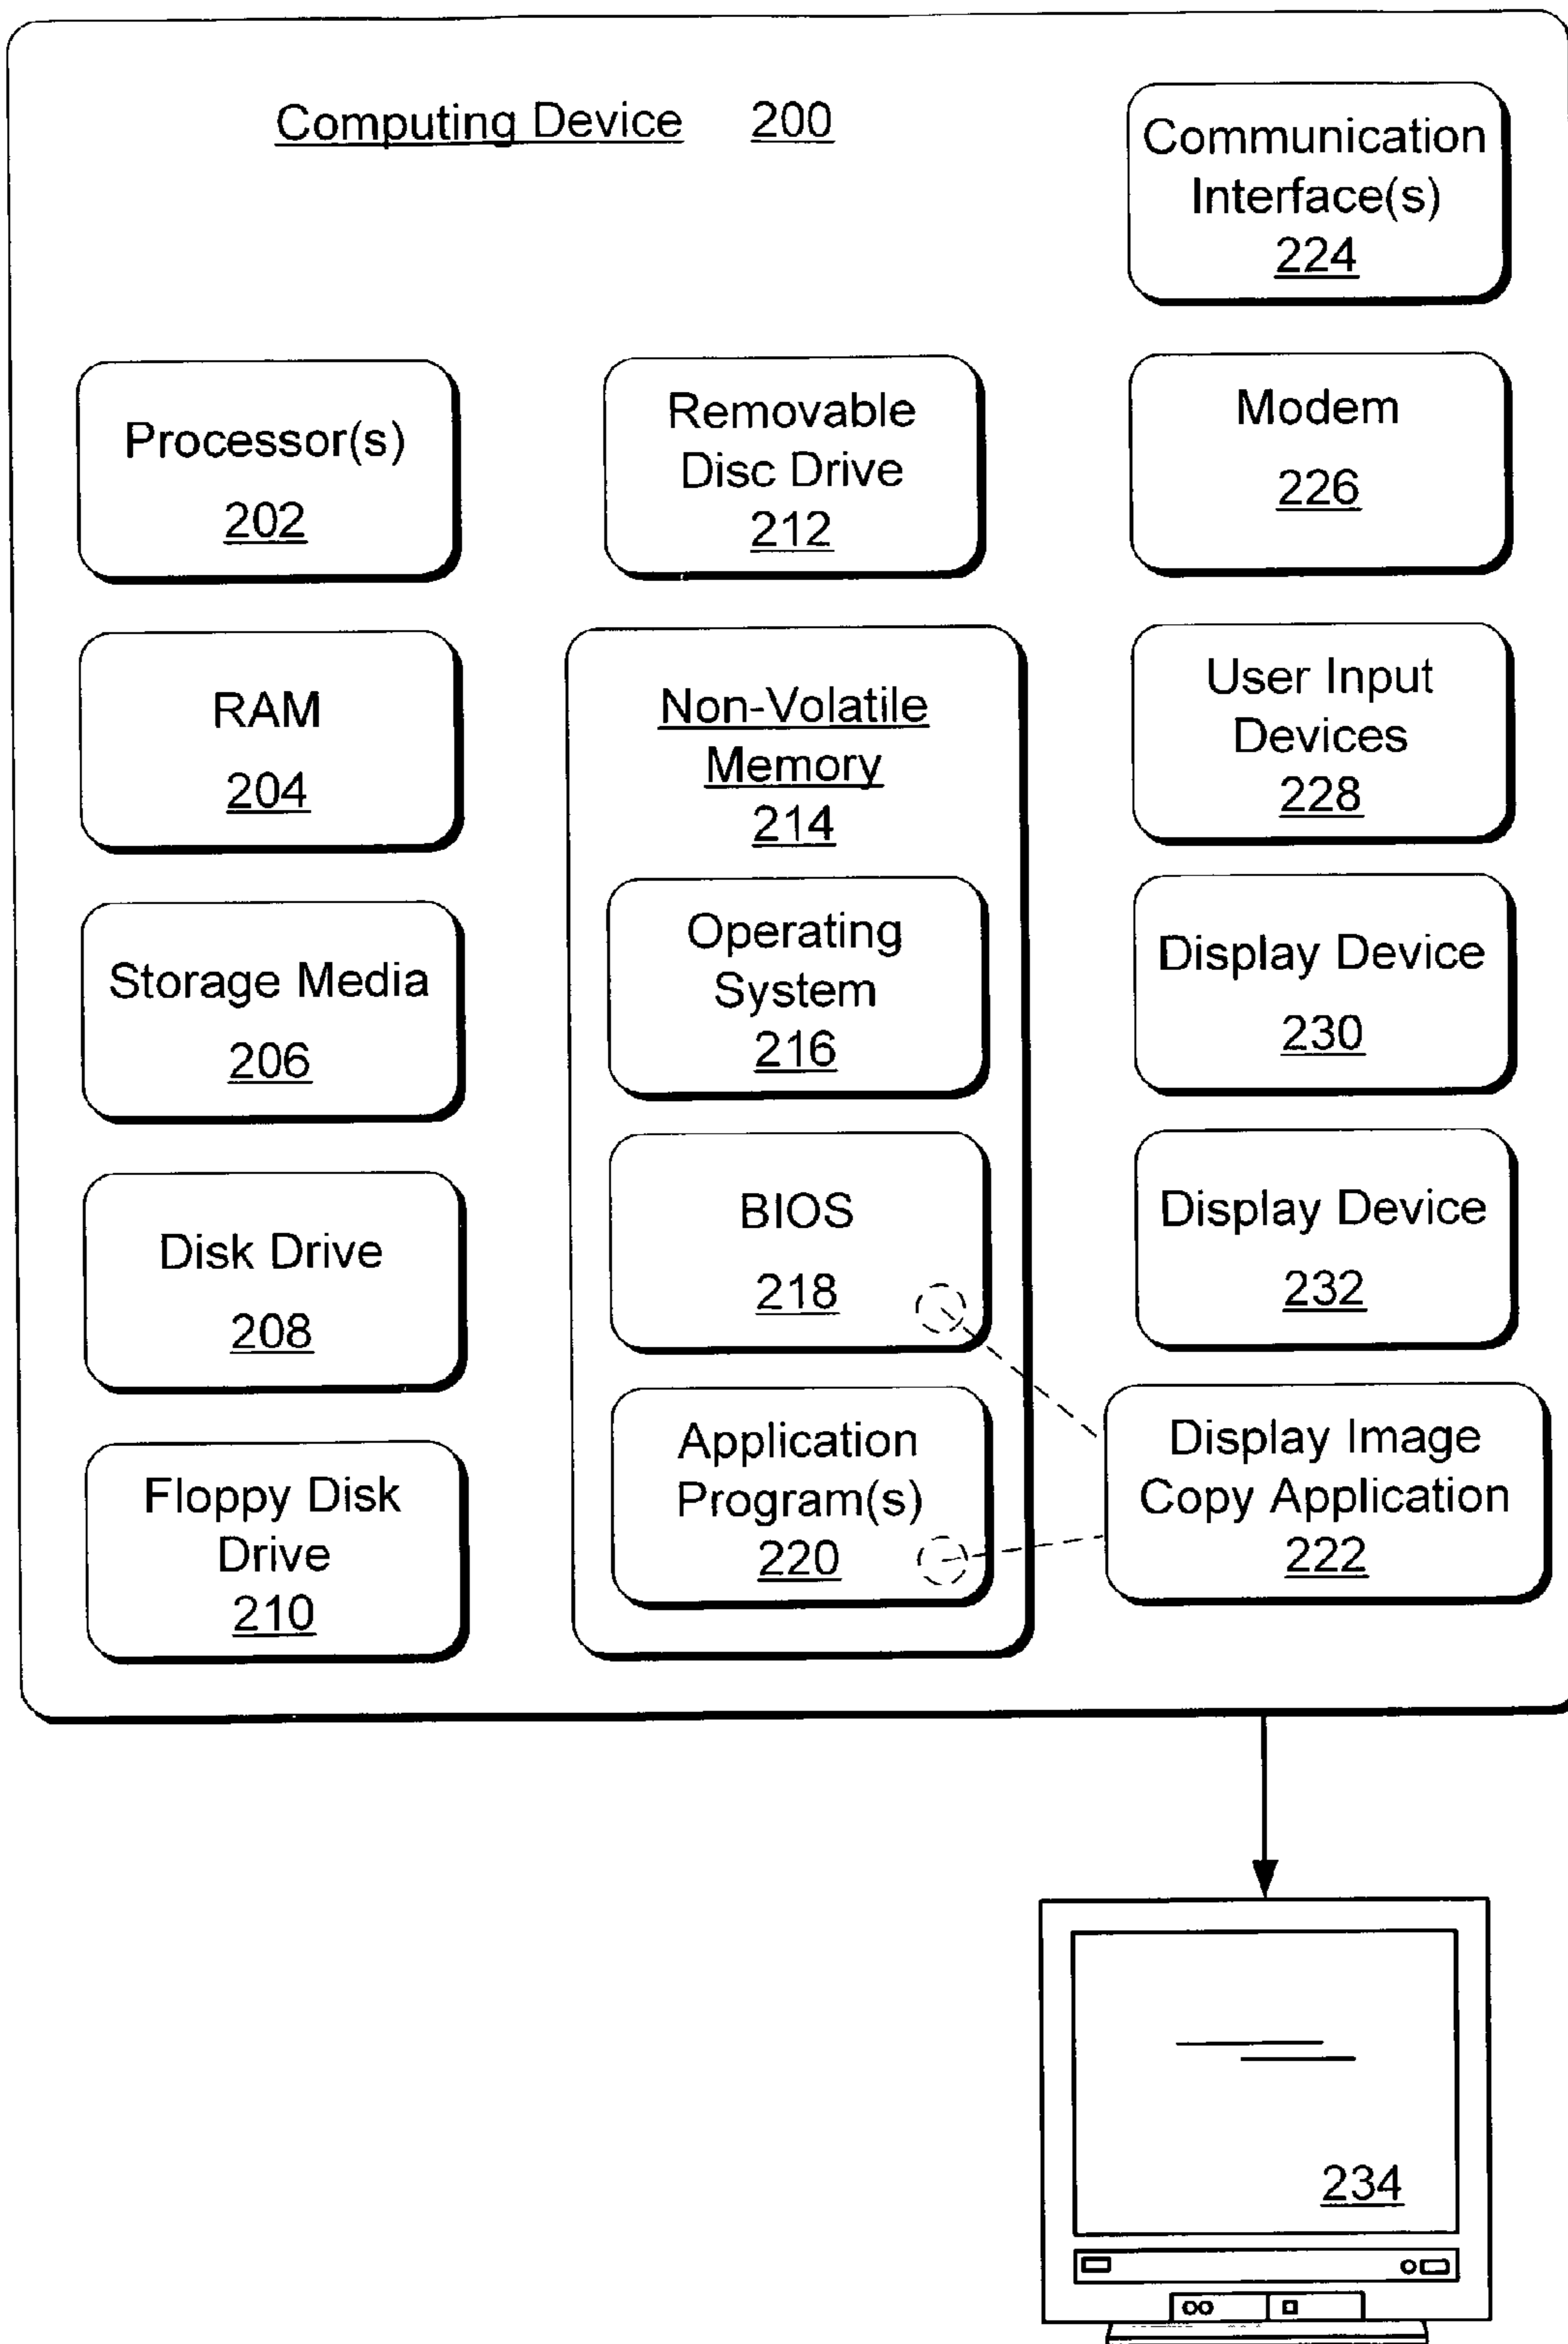 Computing Device 200
Communication
Interface(s)
224
Processor(s)
202
Removable
Disc Drive
212
Modem
226
RAM
204
Non-Volatile
Memory
214
User Input
Devices
228
Storage Media
206
Operating
System
216
Display Device
230
Disk Drive
208
BIOS
218
Display Device
232
Floppy Disk
Drive
210
Application
Program(s)
220
Display Image
Copy Application
222
234